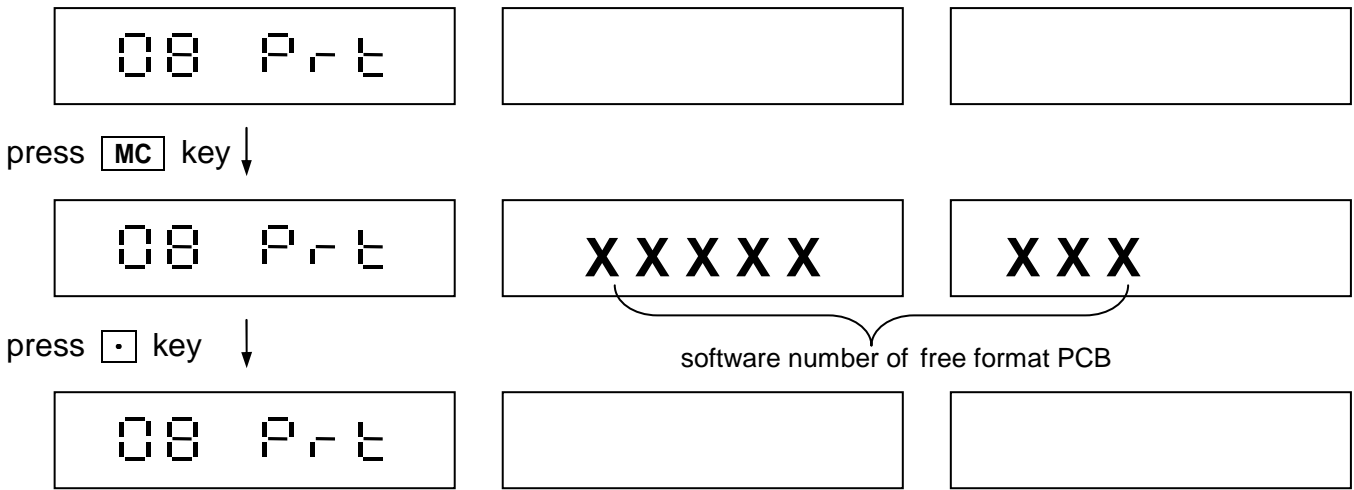 08 Prt
press MC key
08 Prt XXXXX XXX
press · key
software number of free format PCB
08 Prt